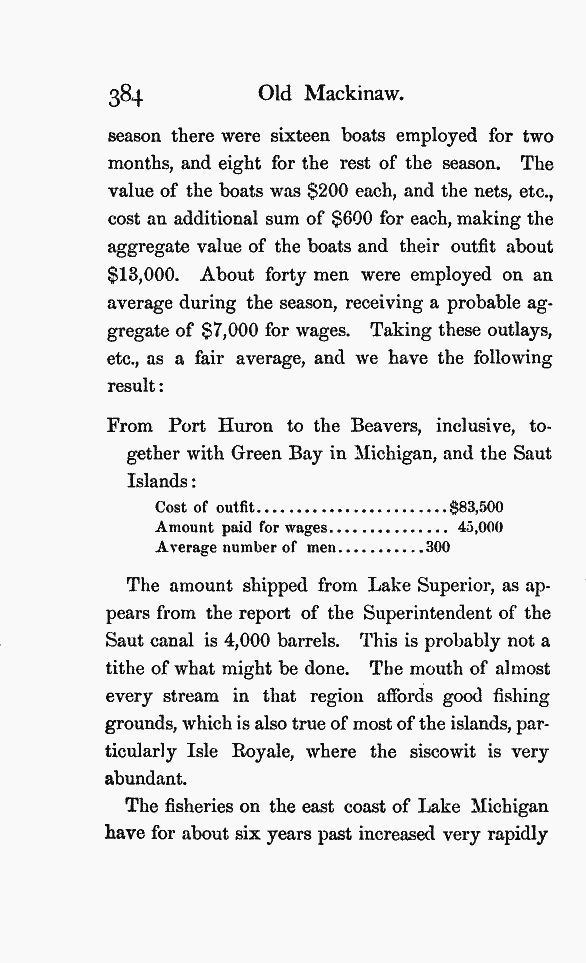 384 Old Mackinaw.
season there were sixteen boats employed for two
months, and eight for the rest of the season. The
value of the boats was $200 each, and the nets, etc.,
cost an additional sum of $600 for each, making the
aggregate value of the boats and their outfit about
$13,000. About forty men were employed on an
average during the season, receiving a probable ag-
gregate of $7,000 for wages. Taking these outlays,
etc., as a fair average, and we have the following
result:
From Port Huron to the Beavers, inclusive, to-
gether with Green Bay in Michigan, and the Saut
Islands:
Cost of outfit........................$83,500
Amount paid for wages............... 45,000
Average number of men...........300
The amount shipped from Lake Superior, as ap-
pears from the report of the Superintendent of the
Saut canal is 4,000 barrels. This is probably not a
tithe of what might be done. The mouth of almost
every stream in that region affords good fishing
grounds, which is also true of most of the islands, par-
ticularly Isle Royale, where the siscowit is very
abundant.
The fisheries on the east coast of Lake Michigan
have for about six years past increased very rapidly